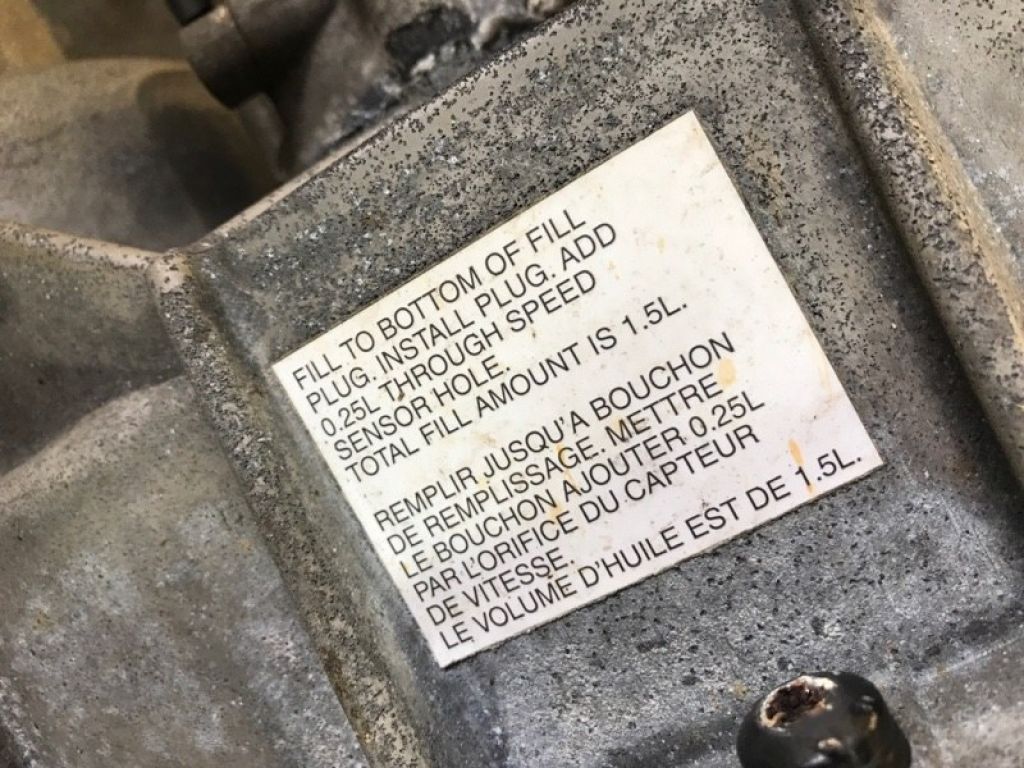 FILL TO BOTTOM OF FILL
PLUG. INSTALL PLUG. ADD
0.25L THROUGH SPEED
SENSOR HOLE.
TOTAL FILL AMOUNT IS 1.5L.
REMPLIR JUSQU'A BOUCHON
DE REMPLISSAGE. METTRE
LE BOUCHON AJOUTER 0.25L
PAR L'ORIFICE DU CAPTEUR
DE VITESSE.
LE VOLUME D'HUILE EST DE 1.5L.